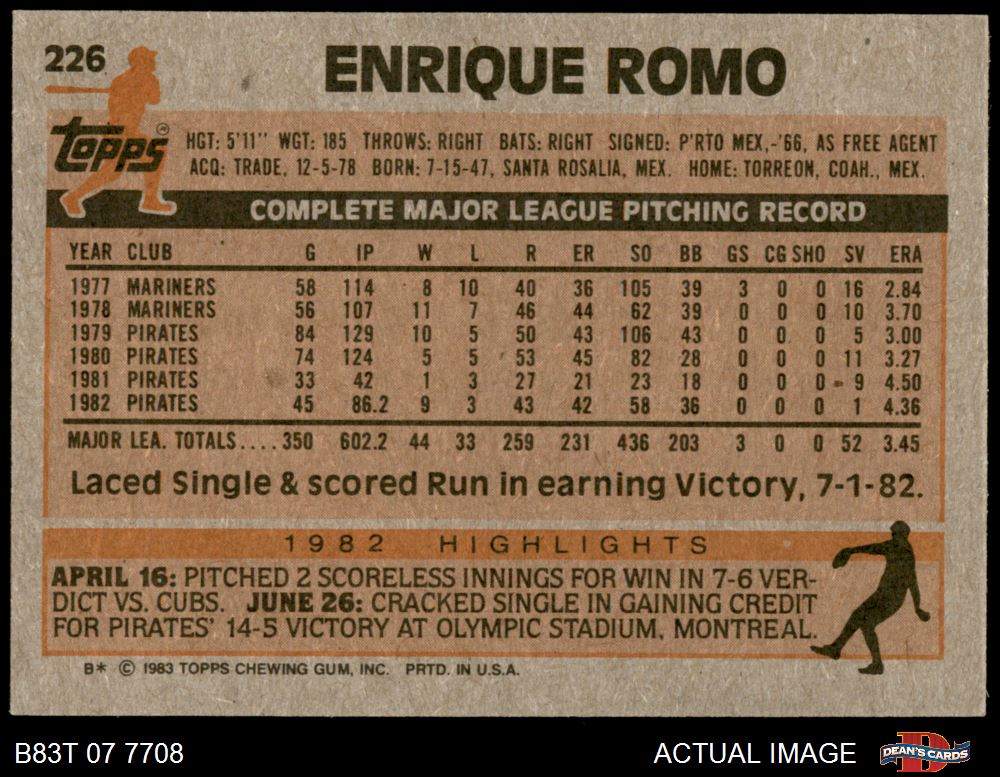 226
ENRIQUE ROMO
Topps®
HGT: 5'11" WGT: 185 THROWS: RIGHT BATS: RIGHT SIGNED: P'RTO MEX,-'66, AS FREE AGENT
ACQ: TRADE, 12-5-78 BORN: 7-15-47, SANTA ROSALIA, MEX. HOME: TORREON, COAH., MEX.
COMPLETE MAJOR LEAGUE PITCHING RECORD
YEAR CLUB G IP W L R ER SO BB GS CG SHO SV ERA
1977 MARINERS 58 114 8 10 40 36 105 39 3 0 0 16 2.84
1978 MARINERS 56 107 11 7 46 44 62 39 0 0 0 10 3.70
1979 PIRATES 84 129 10 5 50 43 106 43 0 0 0 5 3.00
1980 PIRATES 74 124 5 5 53 45 82 28 0 0 0 11 3.27
1981 PIRATES 33 42 1 3 27 21 23 18 0 0 0 9 4.50
1982 PIRATES 45 86.2 9 3 43 42 58 36 0 0 0 1 4.36
MAJOR LEA. TOTALS....350 602.2 44 33 259 231 436 203 3 0 0 52 3.45
Laced Single & scored Run in earning Victory, 7-1-82.
1982 HIGHLIGHTS
APRIL 16: PITCHED 2 SCORELESS INNINGS FOR WIN IN 7-6 VER-
DICT VS. CUBS. JUNE 26: CRACKED SINGLE IN GAINING CREDIT
FOR PIRATES' 14-5 VICTORY AT OLYMPIC STADIUM, MONTREAL.
B* © 1983 TOPPS CHEWING GUM, INC. PRTD. IN U.S.A.
B83T 07 7708
ACTUAL IMAGE
D
DEAN'S CARDS